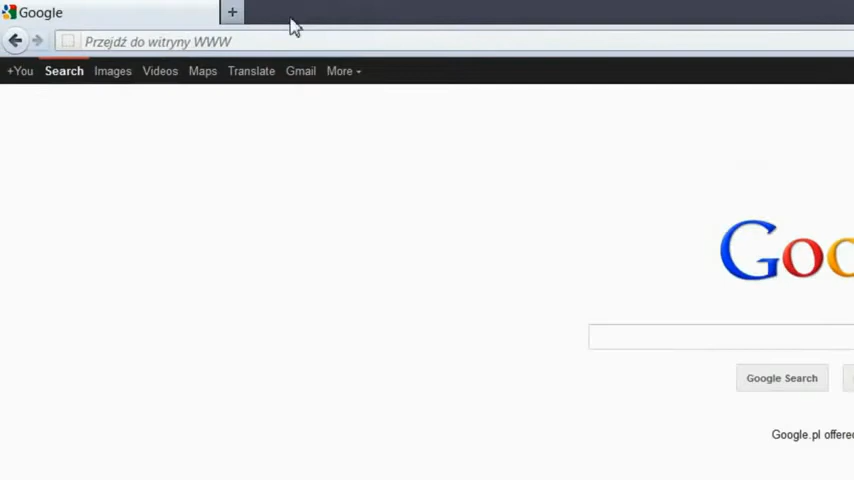 Google +
Przejdź do witryny WWW
+You Search Images Videos Maps Translate Gmail More
Goo
Google Search
Google.pl offered